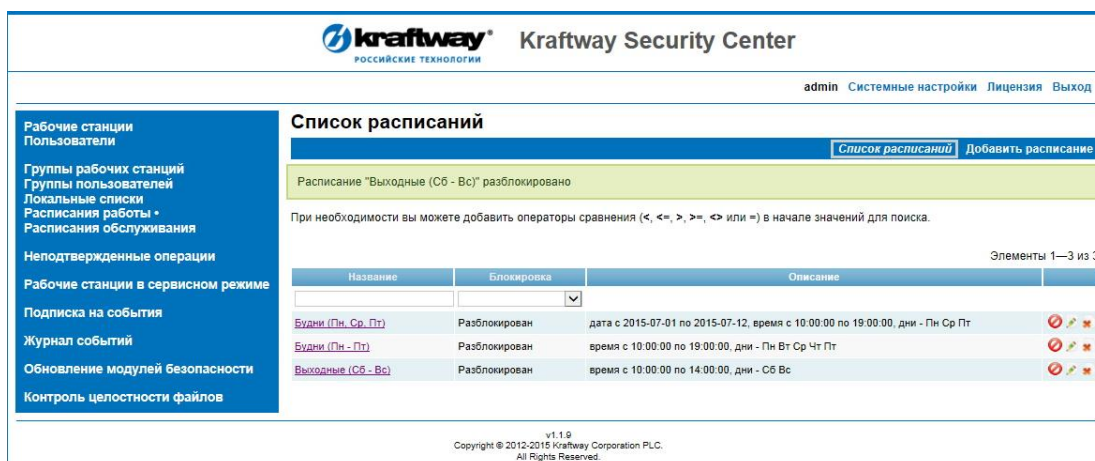 kraftway
РОССИЙСКИЕ ТЕХНОЛОГИИ
Kraftway Security Center
admin Системные настройки Лицензия Выход
Рабочие станции
Пользователи
Группы рабочих станций
Группы пользователей
Локальные списки
Расписания работы •
Расписания обслуживания
Неподтвержденные операции
Рабочие станции в сервисном режиме
Подписка на события
Журнал событий
Обновление модулей безопасности
Контроль целостности файлов
Список расписаний
Список расписаний Добавить расписание
Расписание "Выходные (Сб - Вс)" разблокировано
При необходимости вы можете добавить операторы сравнения (<, <=, >, >=, <> или =) в начале значений для поиска.
Элементы 1—3 из 3
Название Блокировка Описание
Будни (Пн, Ср, Пт) Разблокирован дата с 2015-07-01 по 2015-07-12, время с 10:00:00 по 19:00:00, дни - Пн Ср Пт
Будни (Пн - Пт) Разблокирован время с 10:00:00 по 19:00:00, дни - Пн Вт Ср Чт Пт
Выходные (Сб - Вс) Разблокирован время с 10:00:00 по 14:00:00, дни - Сб Вс
v1.1.9
Copyright © 2012-2015 Kraftway Corporation PLC.
All Rights Reserved.